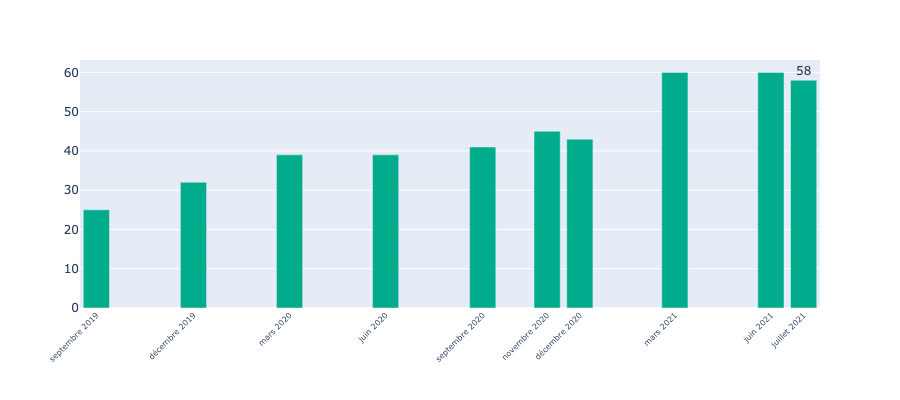 60
58
50
40
30
20
10
0
septembre 2019
décembre 2019
mars 2020
juin 2020
septembre 2020
novembre 2020
décembre 2020
mars 2021
juin 2021
juillet 2021